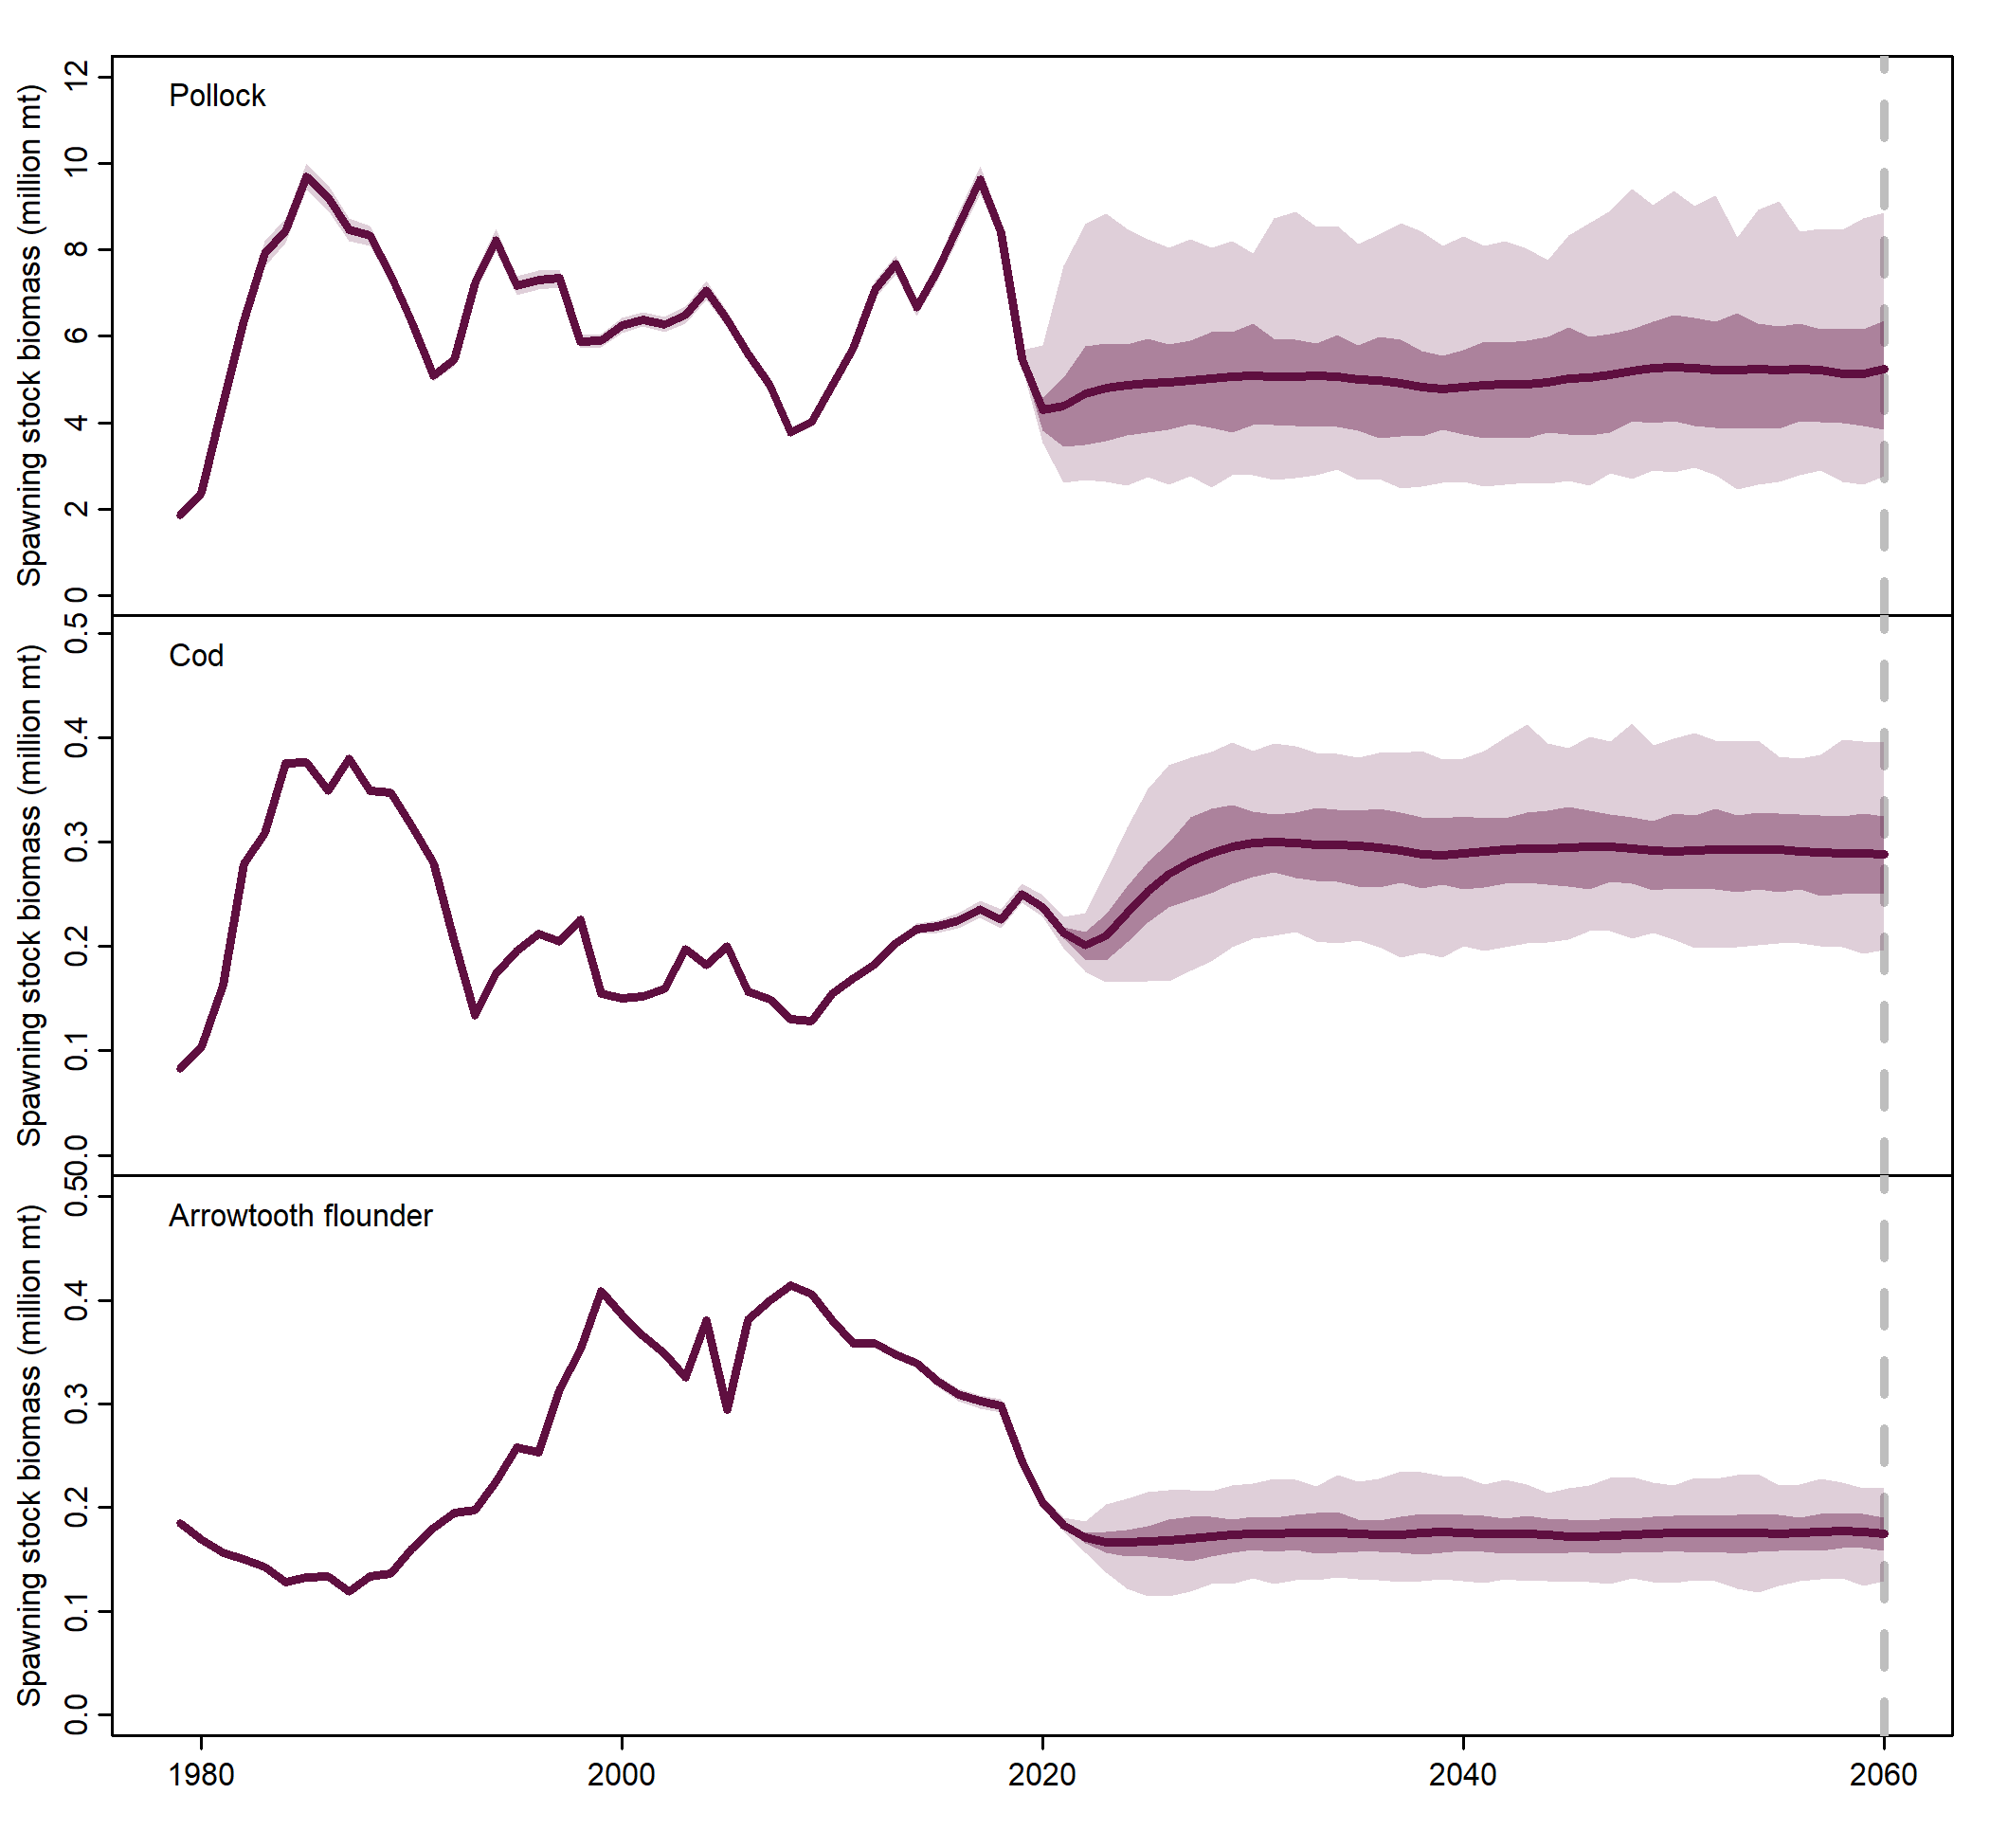 Pollock
Spawning stock biomass (million mt)
12
10
8
6
4
2
0
Cod
Spawning stock biomass (million mt)
0.5
0.4
0.3
0.2
0.1
0.0
Arrowtooth flounder
Spawning stock biomass (million mt)
0.5
0.4
0.3
0.2
0.1
0.0
1980 2000 2020 2040 2060